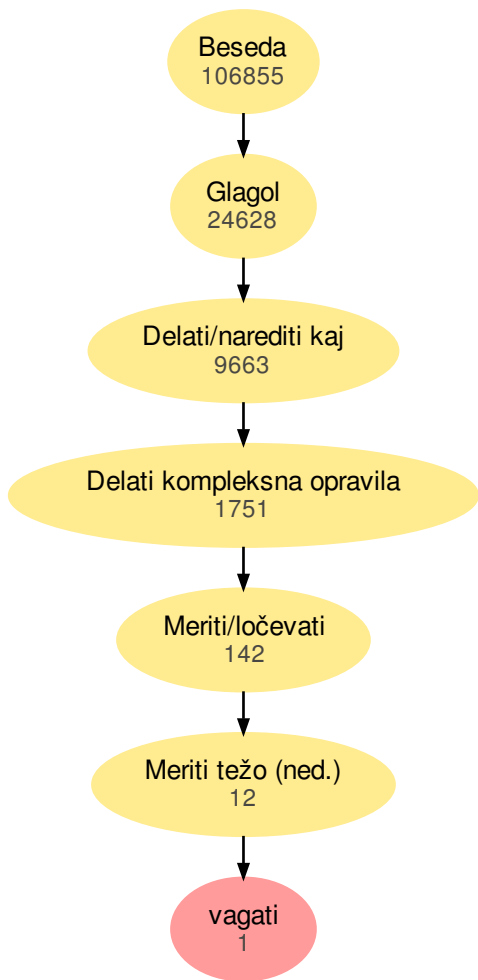 Beseda
106855
Glagol
24628
Delati/narediti kaj
9663
Delati kompleksna opravila
1751
Meriti/ločevati
142
Meriti težo (ned.)
12
vagati
1